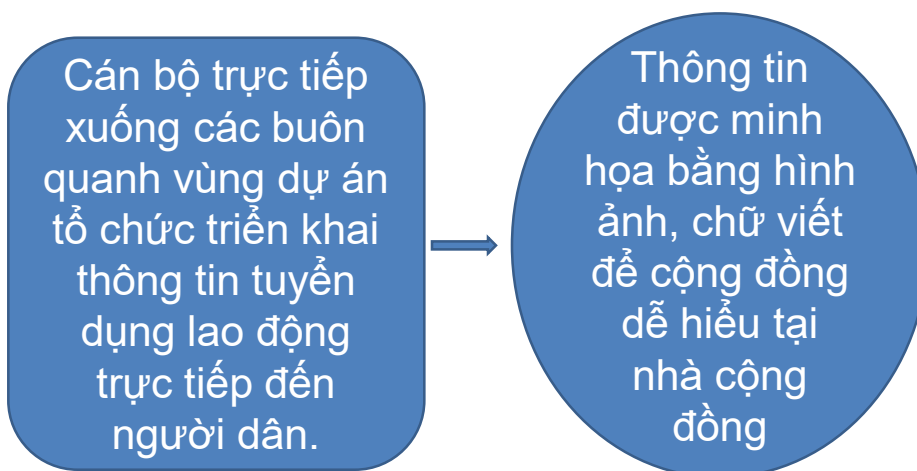 Cán bộ trực tiếp
xuống các buôn
quanh vùng dự án
tổ chức triển khai
thông tin tuyển
dụng lao động
trực tiếp đến
người dân.
Thông tin
được minh
họa bằng hình
ảnh, chữ viết
để cộng đồng
dễ hiểu tại
nhà cộng
đồng